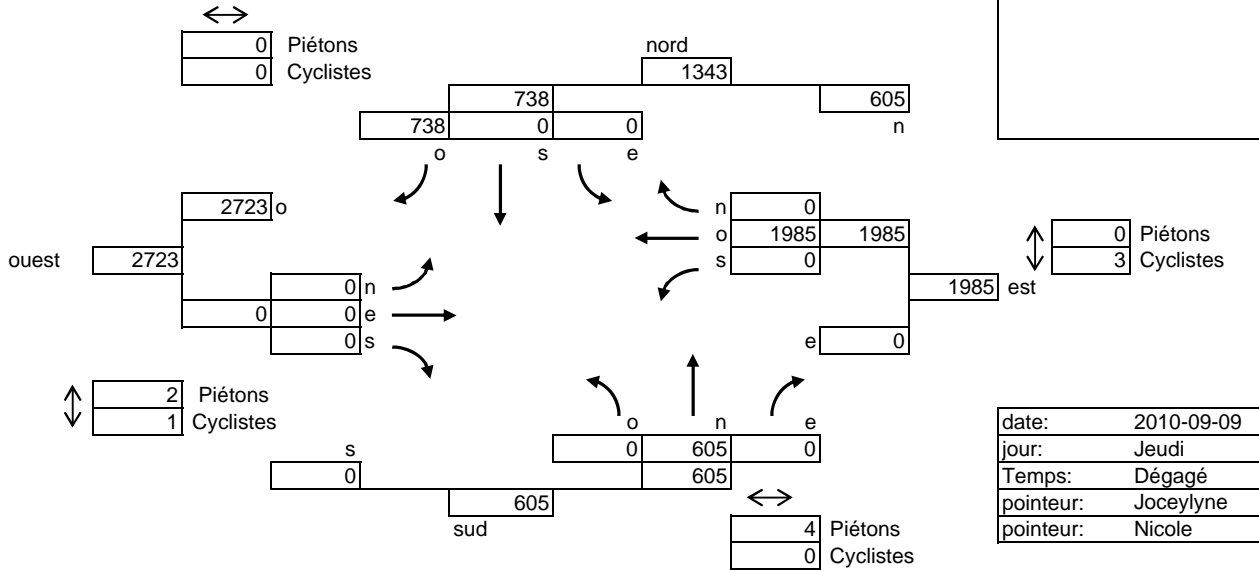 0 Piétons
nord
0 Cyclistes
1343
738 605
738 0 0 n
o s e
2723 o
n 0
o 1985 1985
0 Piétons
ouest 2723
s 0
3 Cyclistes
0 n
1985 est
0 0 e
0 s
e 0
2 Piétons
1 Cyclistes
o n e
date: 2010-09-09
s
0 605 0
jour: Jeudi
0
605
Temps: Dégagé
605
pointeur: Joceylyne
sud
4 Piétons
pointeur: Nicole
0 Cyclistes